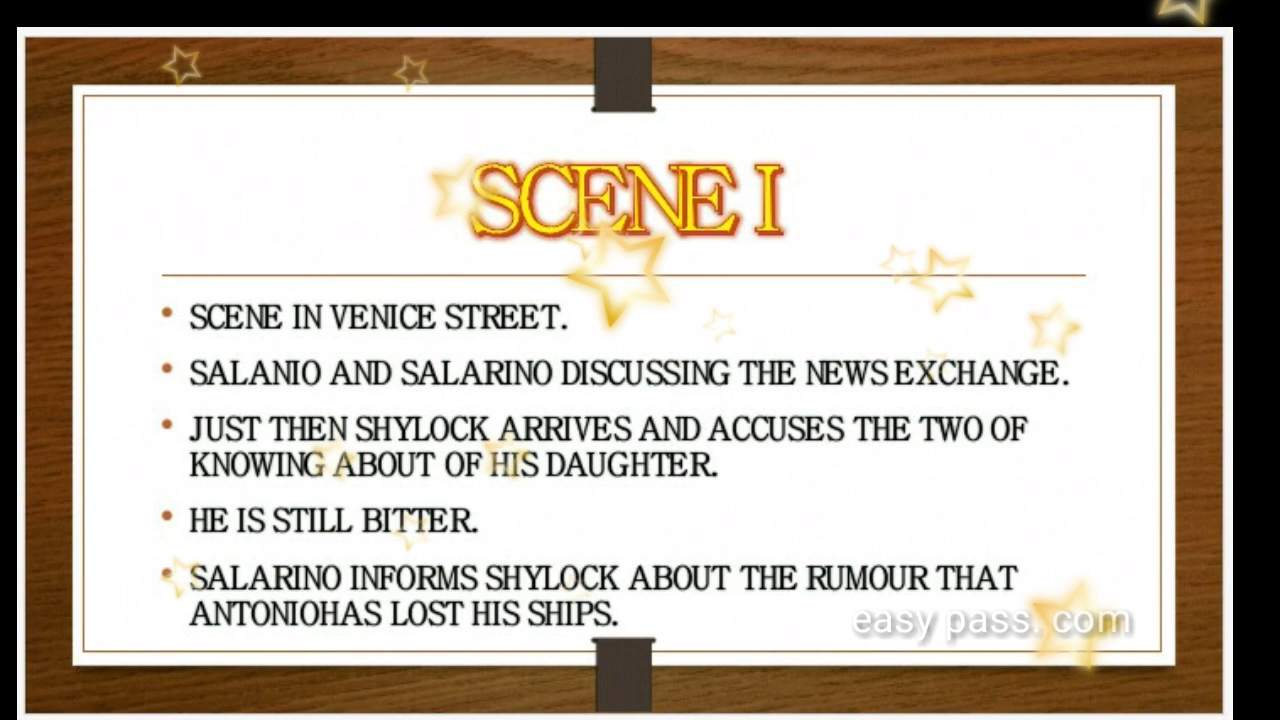 SCENE I
• SCENE IN VENICE STREET.
• SALANIO AND SALARINO DISCUSSING THE NEWS EXCHANGE.
• JUST THEN SHYLOCK ARRIVES AND ACCUSES THE TWO OF
KNOWING ABOUT OF HIS DAUGHTER.
• HE IS STILL BITTER.
• SALARINO INFORMS SHYLOCK ABOUT THE RUMOUR THAT
ANTONIOHAS LOST HIS SHIPS.
easy pass. com